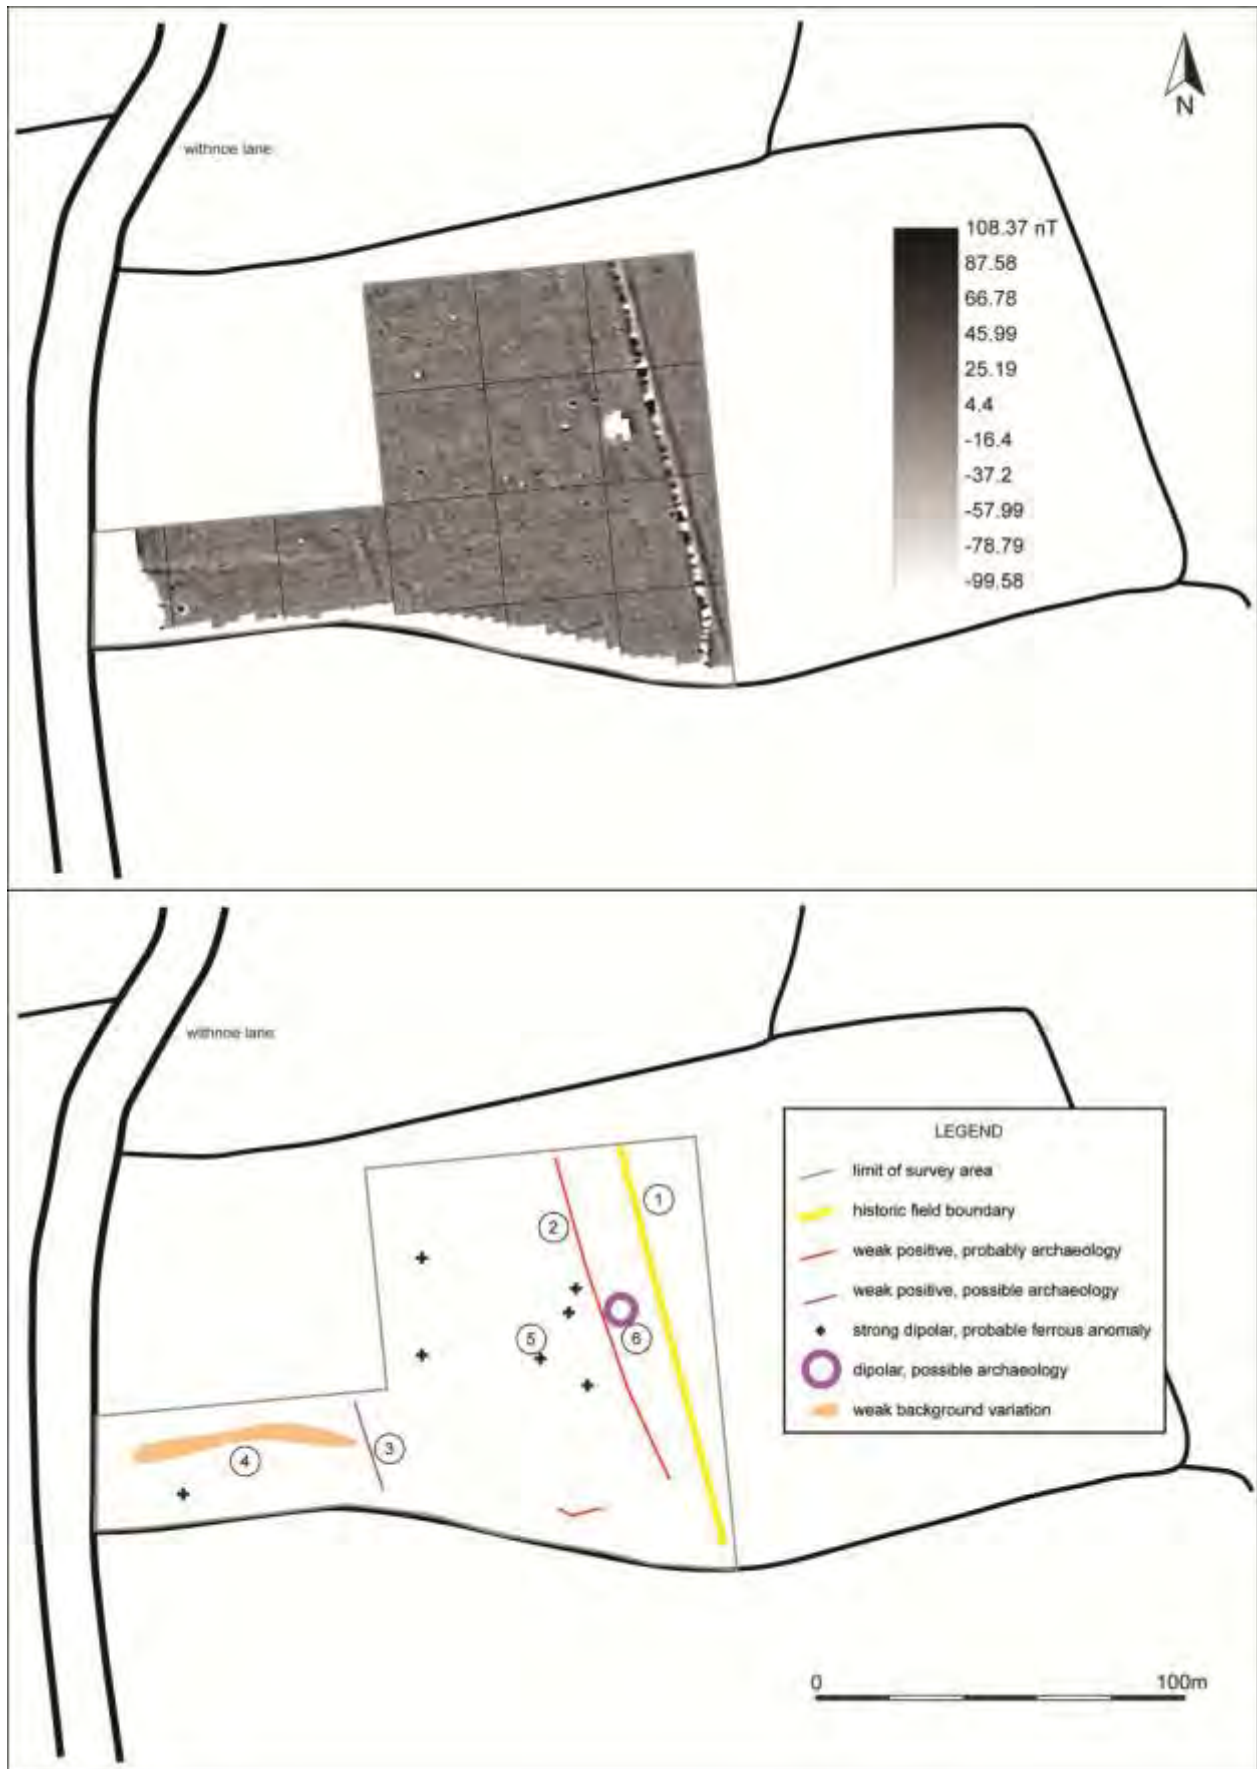 N
withnoe lane
108.37 nT
87.58
66.78
45.99
25.19
4.4
-16.4
-37.2
-57.99
-78.79
-99.58
withnoe lane
LEGEND
limit of survey area
historic field boundary
weak positive, probably archaeology
weak positive, possible archaeology
strong dipolar, probable ferrous anomaly
dipolar, possible archaeology
weak background variation
1
2
5
6
3
4
0 100m